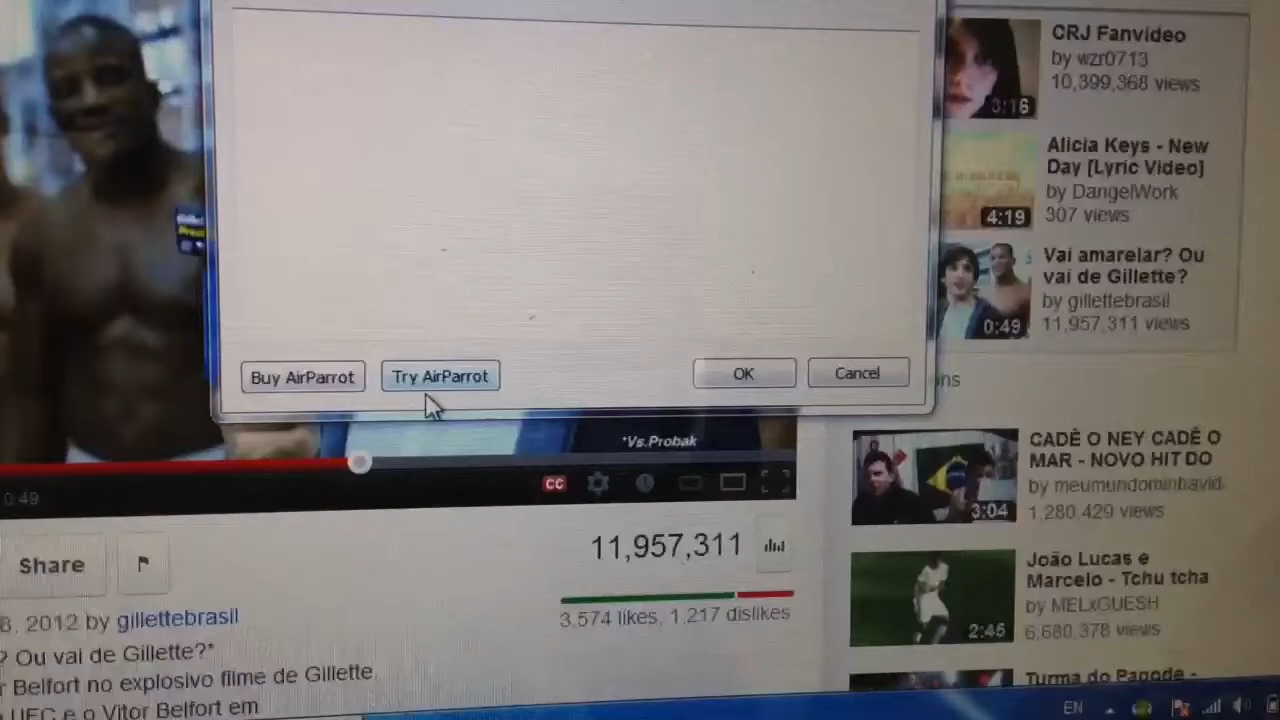 CRJ Fanvideo
by wzr0713
10,399,368 views
3:16
Alicia Keys - New
Day [Lyric Video]
by DangelWork
307 views
4:19
Vai amarelar? Ou
vai de Gillette?
by gillettebrasil
11,957,311 views
0:49
Buy AirParrot
Try AirParrot
OK
Cancel
ons
*Vs.Probak
CC
0:49
CADÊ O NEY CADÊ O
MAR - NOVO HIT DO
by meumundominhavid
1,280,429 views
3:04
Share
11,957,311
3,574 likes, 1,217 dislikes
João Lucas e
Marcelo - Tchu tcha
by MELxGUESH
6,680,378 views
2:45
8, 2012 by gillettebrasil
? Ou vai de Gillette?*
r Belfort no explosivo filme de Gillette.
UFC e o Vitor Belfort em
Turma do Pagode -
EN